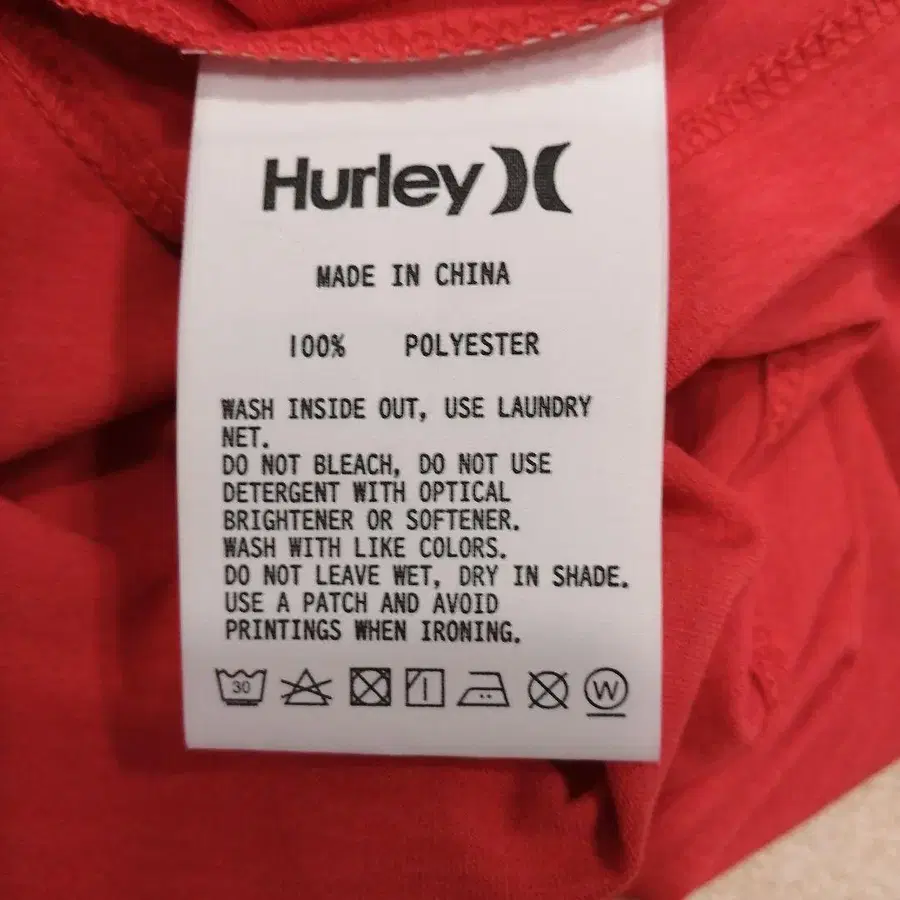 Hurley
MADE IN CHINA
100% POLYESTER
WASH INSIDE OUT, USE LAUNDRY
NET.
DO NOT BLEACH, DO NOT USE
DETERGENT WITH OPTICAL
BRIGHTENER OR SOFTENER.
WASH WITH LIKE COLORS.
DO NOT LEAVE WET, DRY IN SHADE.
USE A PATCH AND AVOID
PRINTINGS WHEN IRONING.
30 W